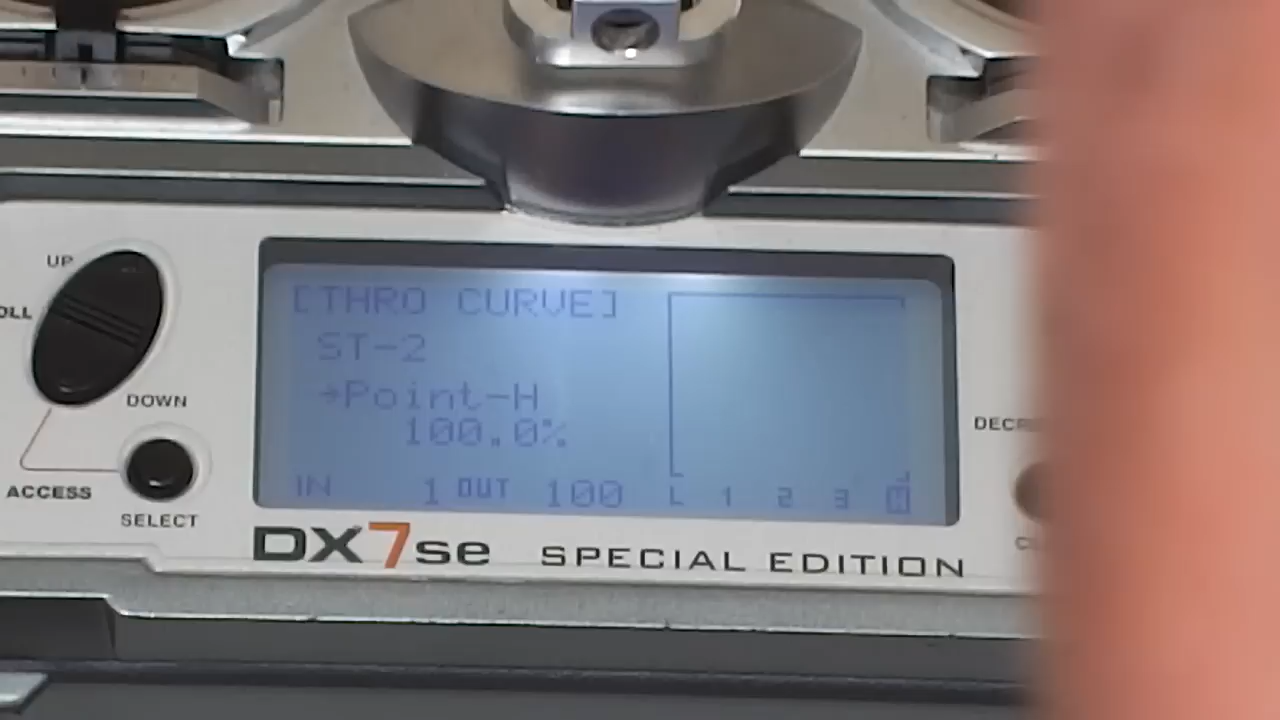 UP
OLL
DOWN
ACCESS
SELECT
[THRO CURVE]
ST-2
→Point-H
100.0%
IN 1 OUT 100
L 1 2 3 H
DECR
DX7se SPECIAL EDITION